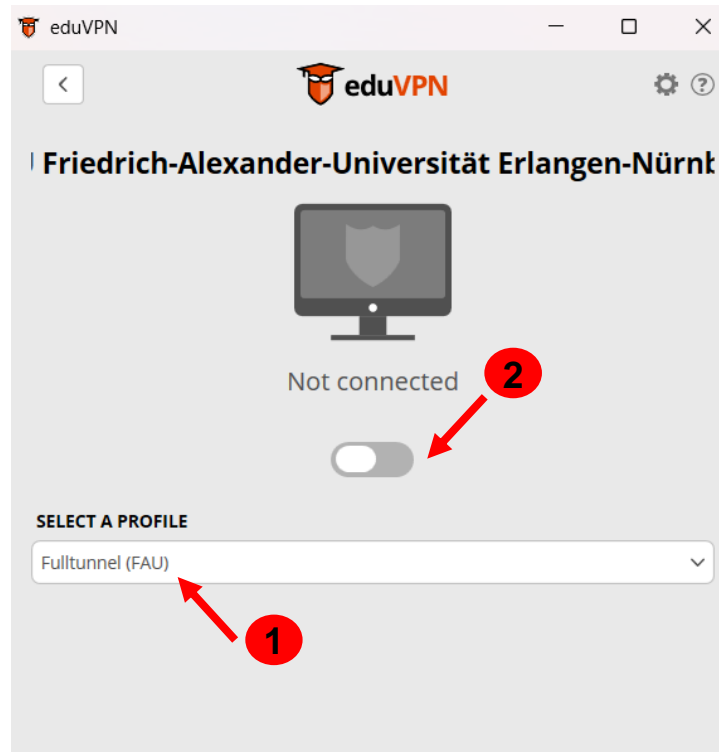 eduVPN
eduVPN
Friedrich-Alexander-Universität Erlangen-Nürnb
Not connected
2
SELECT A PROFILE
Fulltunnel (FAU)
1